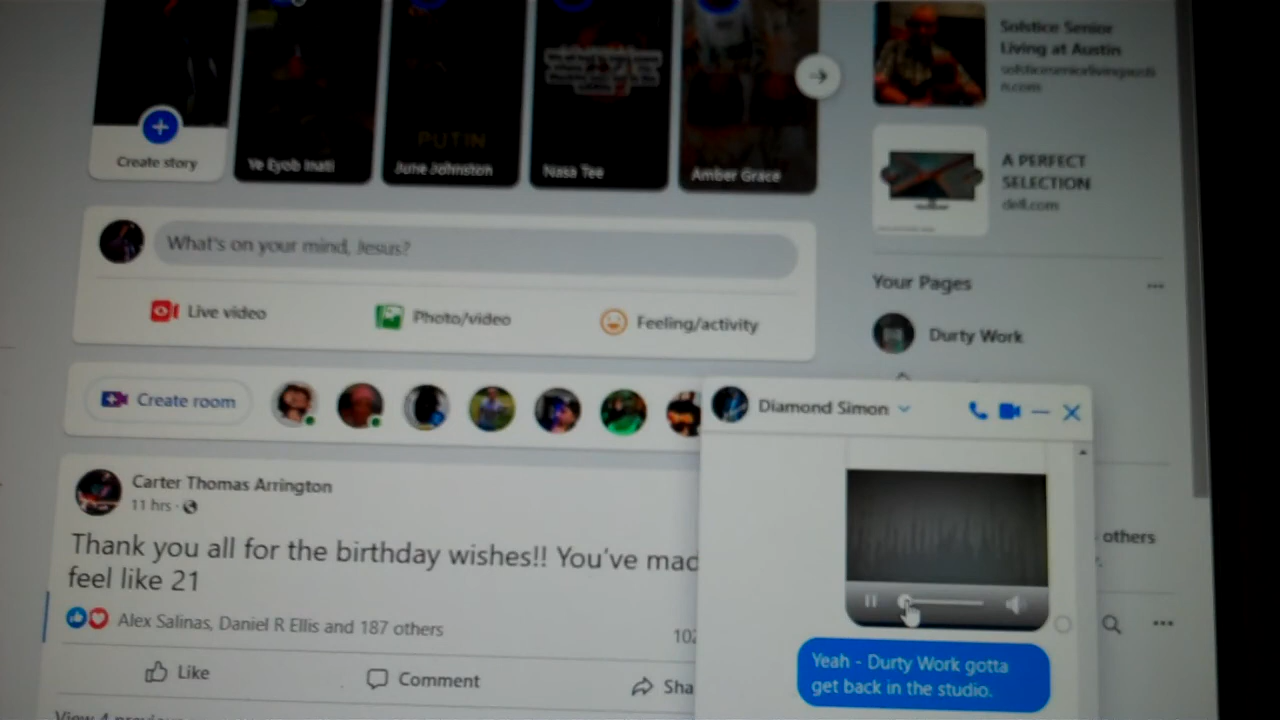 Solstice Senior
Living at Austin
PUTIN
Create story
Ye Eyob Inati
June Johnston
Nasa Tee
Amber Grace
A PERFECT
SELECTION
dell.com
What's on your mind, Jesus?
Live video
Photo/video
Feeling/activity
Your Pages
Durty Work
Create room
Diamond Simon
Carter Thomas Arrington
11 hrs
Thank you all for the birthday wishes!! You've mad
feel like 21
others
Alex Salinas, Daniel R Ellis and 187 others
102
Yeah - Durty Work gotta
get back in the studio.
Like
Comment
Sha